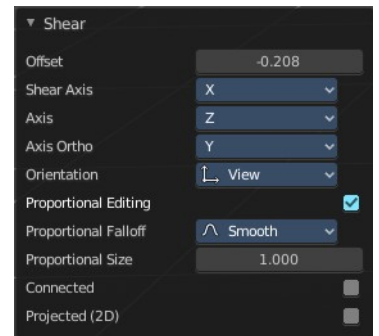 Shear
Offset -0.208
Shear Axis X
Axis Z
Axis Ortho Y
Orientation View
Proportional Editing
Proportional Falloff Smooth
Proportional Size 1.000
Connected
Projected (2D)